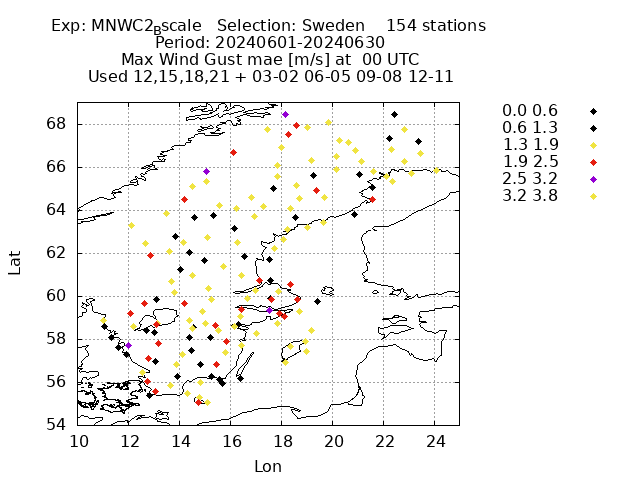 Exp: MNWC2_Bscale   Selection: Sweden    154 stations
Period: 20240601-20240630
Max Wind Gust mae [m/s] at  00 UTC
Used 12,15,18,21 + 03-02 06-05 09-08 12-11
0.0 0.6
0.6 1.3
1.3 1.9
1.9 2.5
2.5 3.2
3.2 3.8
Lat
68
66
64
62
60
58
56
54
10 12 14 16 18 20 22 24
Lon